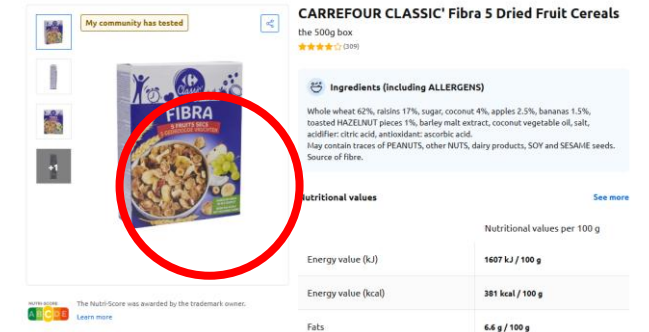 CARREFOUR CLASSIC' Fibra 5 Dried Fruit Cereals
the 500g box
(309)
My community has tested
Classic
FIBRA
5 FRUITS SECS
+1
Ingredients (including ALLERGENS)
Whole wheat 62%, raisins 17%, sugar, coconut 4%, apples 2.5%, bananas 1.5%,
toasted HAZELNUT pieces 1%, barley malt extract, coconut vegetable oil, salt,
acidifier: citric acid, antioxidant: ascorbic acid.
May contain traces of PEANUTS, other NUTS, dairy products, SOY and SESAME seeds.
Source of fibre.
Nutritional values
See more
Nutritional values per 100 g
Energy value (kJ)
1607 kJ / 100 g
Energy value (kcal)
381 kcal / 100 g
Fats
6.6 g / 100 g
NUTRI-SCORE
A B C D E
The Nutri-Score was awarded by the trademark owner.
Learn more